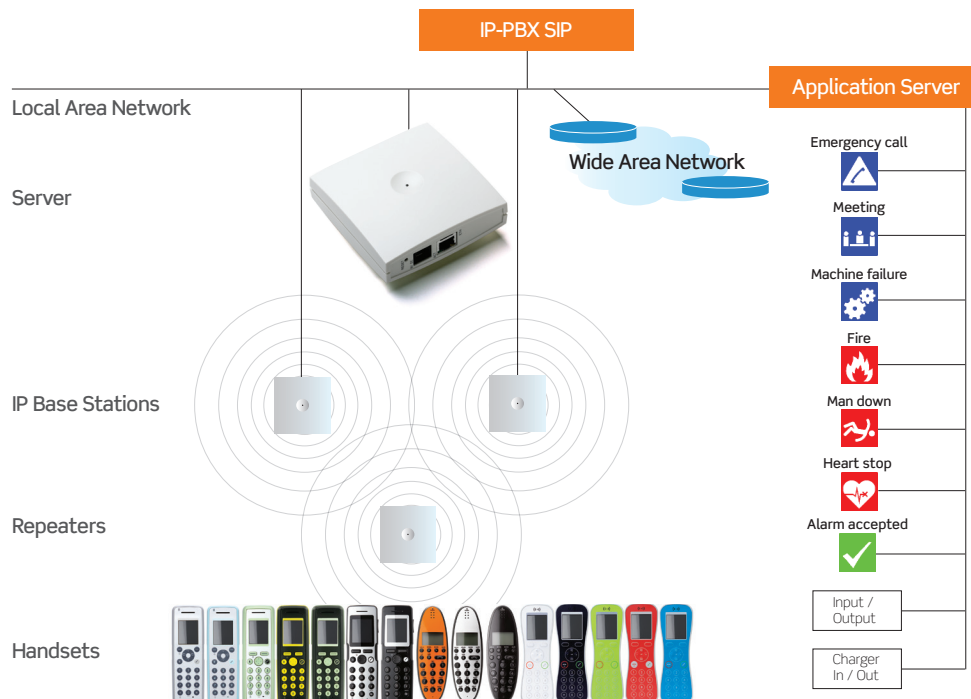 IP-PBX SIP
Application Server
Local Area Network
Wide Area Network
Server
IP Base Stations
Repeaters
Handsets
Emergency call
Meeting
Machine failure
Fire
Man down
Heart stop
Alarm accepted
Input /
Output
Charger
In / Out